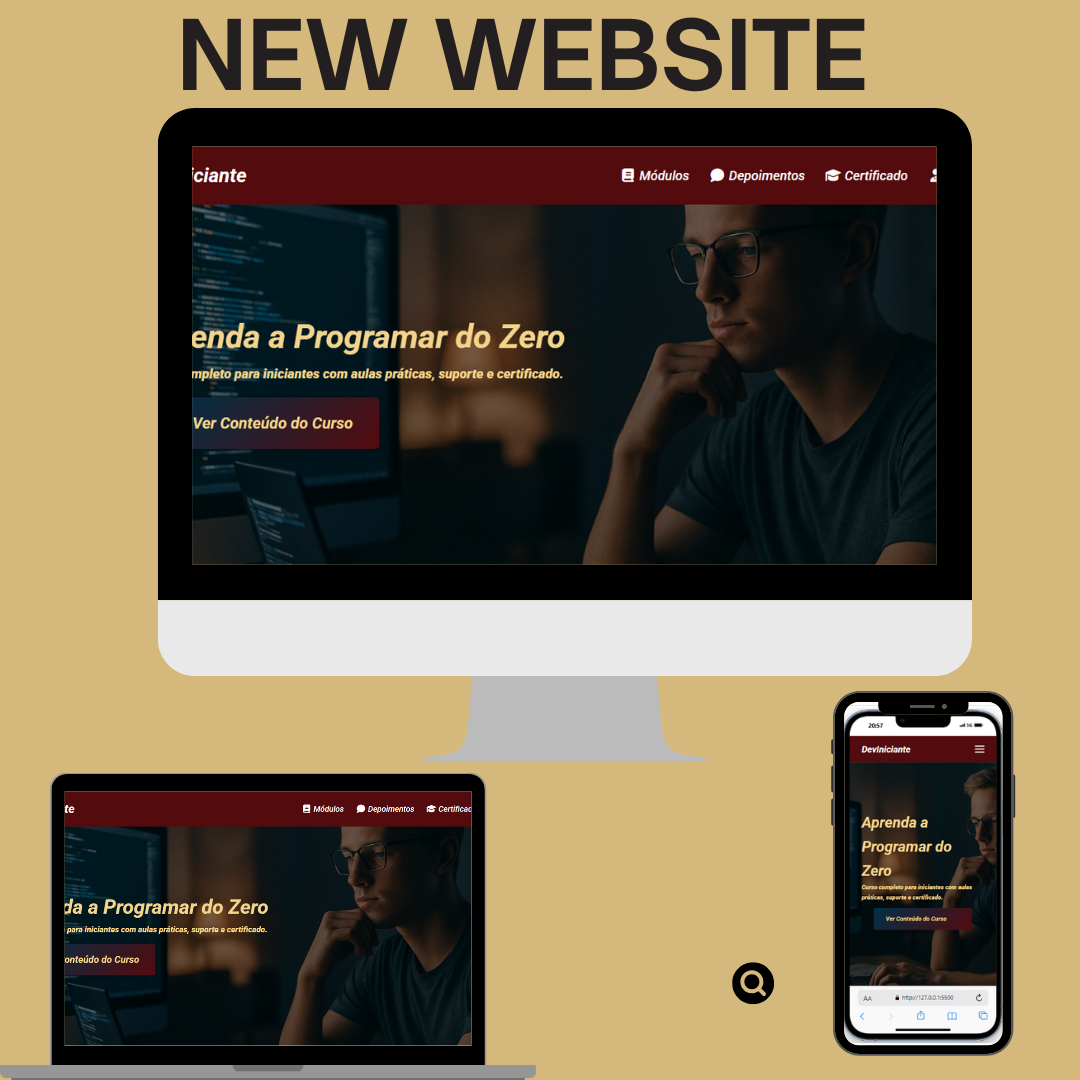 NEW WEBSITE
iciante
Módulos
Depoimentos
Certificado
enda a Programar do Zero
mpleto para iniciantes com aulas práticas, suporte e certificado.
Ver Conteúdo do Curso
te
Módulos
Depoimentos
Certificad
da a Programar do Zero
para iniciantes com aulas práticas, suporte e certificado.
onteúdo do Curso
20:57
5G
DevIniciante
Aprenda a
Programar do
Zero
Curso completo para iniciantes com aulas
práticas, suporte e certificado.
Ver Conteúdo do Curso
AA
http://127.0.0.1:5500